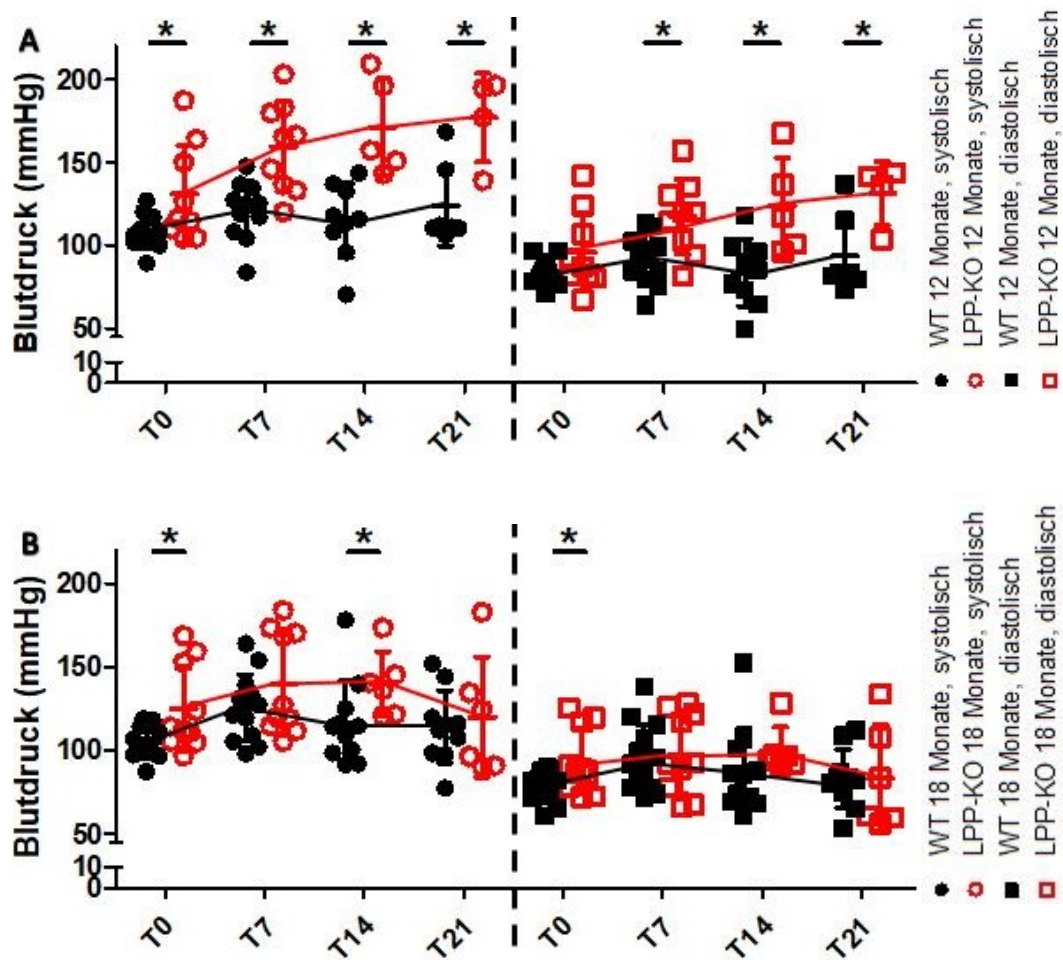 A
* * * * * * *
Blutdruck (mmHg)
200
150
100
50
10
0
T0 T7 T14 T21 T0 T7 T14 T21
WT 12 Monate, systolisch
LPP-KO 12 Monate, systolisch
WT 12 Monate, diastolisch
LPP-KO 12 Monate, diastolisch
B
* * *
Blutdruck (mmHg)
200
150
100
50
10
0
T0 T7 T14 T21 T0 T7 T14 T21
WT 18 Monate, systolisch
LPP-KO 18 Monate, systolisch
WT 18 Monate, diastolisch
LPP-KO 18 Monate, diastolisch